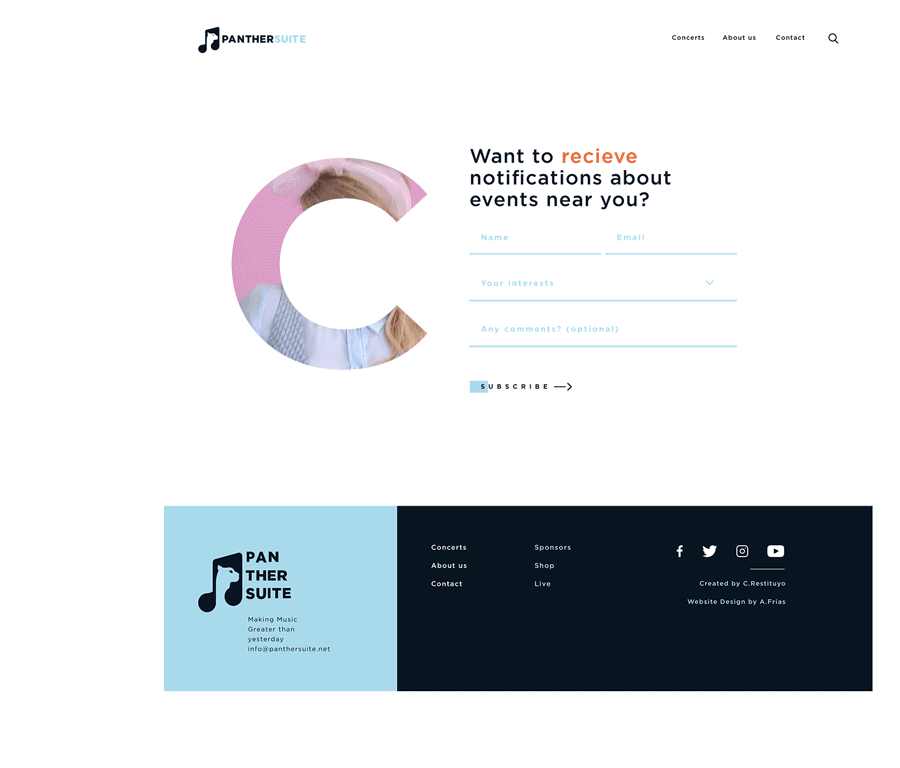 PANTHERSUITE
Concerts About us Contact
Want to recieve
notifications about
events near you?
Name Email
Your interests
Any comments? (optional)
SUBSCRIBE
PAN
THER
SUITE
Making Music
Greater than
yesterday
info@panthersuite.net
Concerts
About us
Contact
Sponsors
Shop
Live
Created by C.Restituyo
Website Design by A.Frias